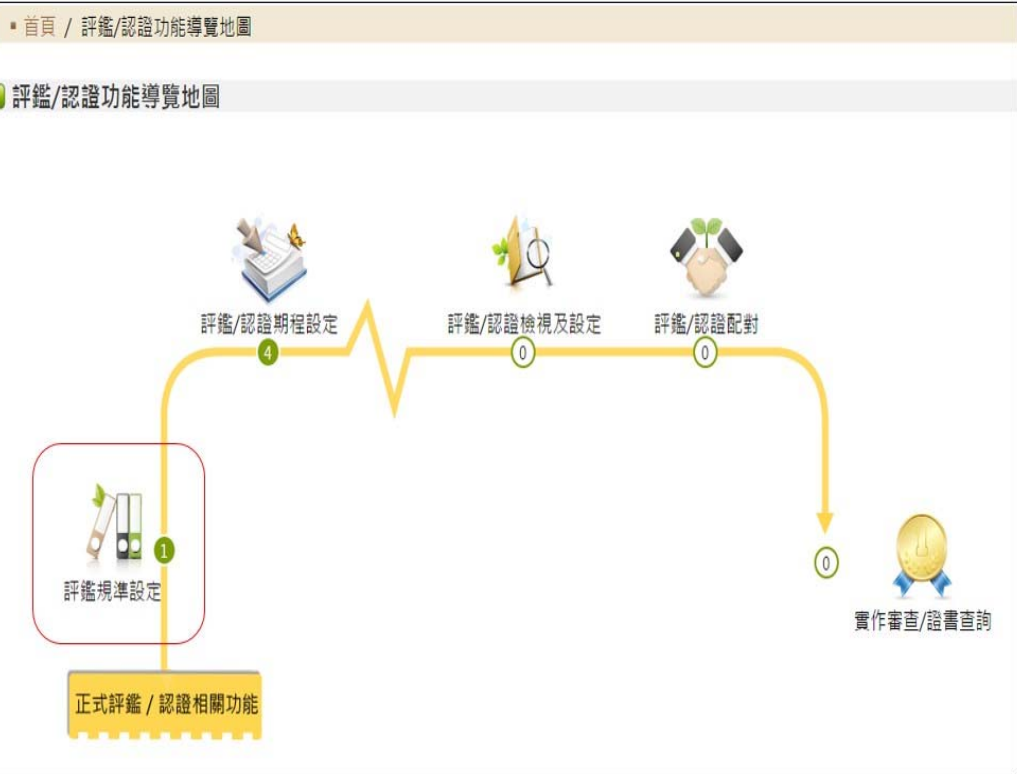 首頁 / 評鑑/認證功能導覽地圖
評鑑/認證功能導覽地圖
評鑑/認證期程設定
4
評鑑/認證檢視及設定
0
評鑑/認證配對
0
評鑑規準設定
1
0
實作審查/證書查詢
正式評鑑 / 認證相關功能